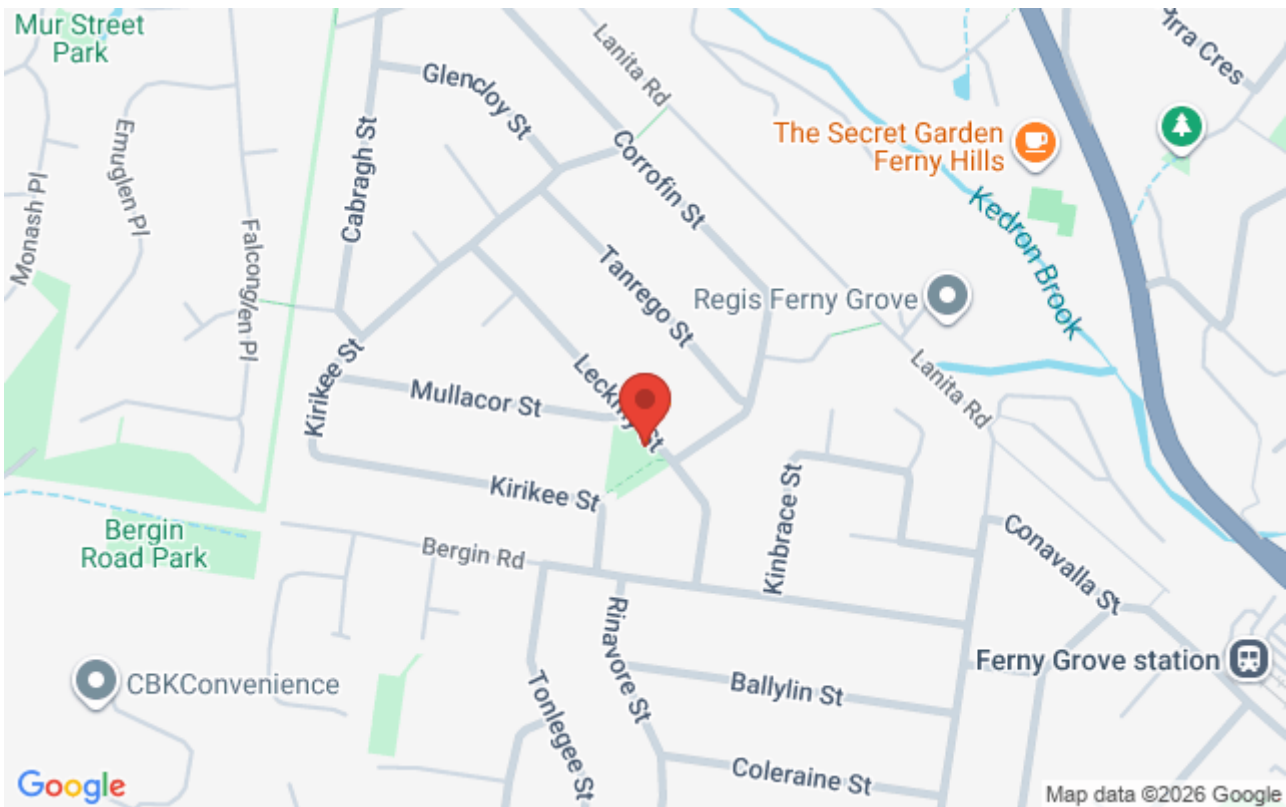 Mur Street
Park
Lanita Rd
Pirra Cres
Glencloy St
Emuglen Pl
The Secret Garden
Ferny Hills
Corrofin St
Cabragh St
Monash Pl
Falconglen Pl
Kedron Brook
Tanrego St
Regis Ferny Grove
Lanita Rd
Kirikee St
Mullacor St
Kirikee St
Kinbrace St
Bergin
Road Park
Bergin Rd
Conavalla St
Rinavore St
Ferny Grove station
CBKConvenience
Ballylin St
Tonlegee St
Coleraine St
Google
Map data ©2026 Google